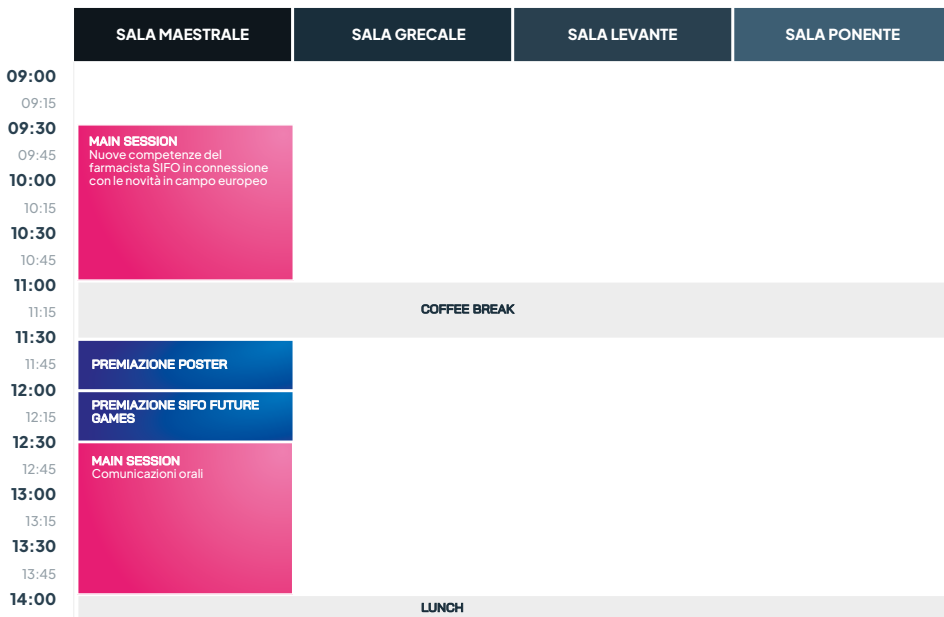 SALA MAESTRALE
SALA GRECALE
SALA LEVANTE
SALA PONENTE
09:00
09:15
09:30
MAIN SESSION
Nuove competenze del
farmacista SIFO in connessione
con le novità in campo europeo
09:45
10:00
10:15
10:30
10:45
11:00
COFFEE BREAK
11:15
11:30
PREMIAZIONE POSTER
11:45
12:00
PREMIAZIONE SIFO FUTURE
GAMES
12:15
12:30
MAIN SESSION
Comunicazioni orali
12:45
13:00
13:15
13:30
13:45
14:00
LUNCH